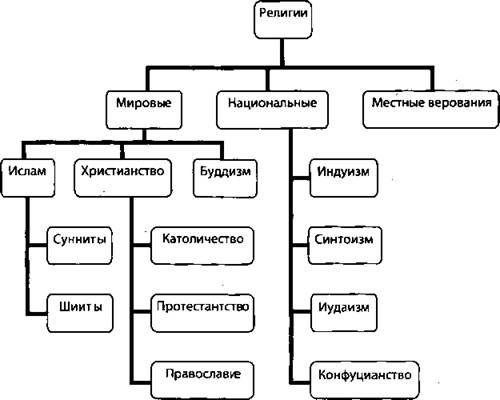 Религии
Мировые
Национальные
Местные верования
Ислам
Христианство
Буддизм
Индуизм
Сунниты
Католичество
Синтоизм
Шииты
Протестантство
Иудаизм
Православие
Конфуцианство